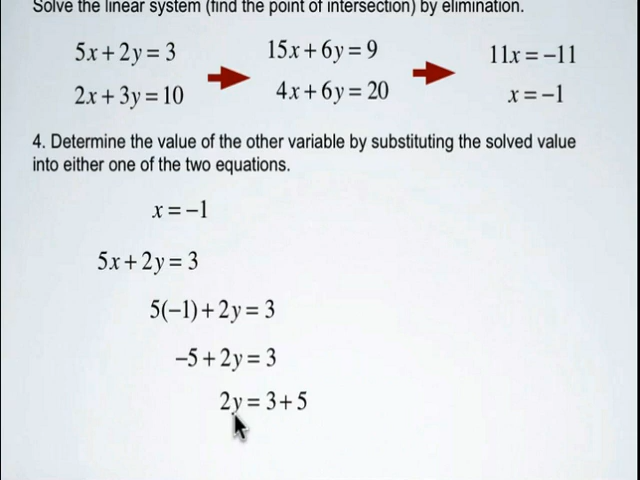 Solve the linear system (find the point of intersection) by elimination.
5x + 2y = 3    15x + 6y = 9    11x = −11
2x + 3y = 10    4x + 6y = 20    x = −1
4. Determine the value of the other variable by substituting the solved value
into either one of the two equations.
x = −1
5x + 2y = 3
5(−1) + 2y = 3
−5 + 2y = 3
2y = 3 + 5